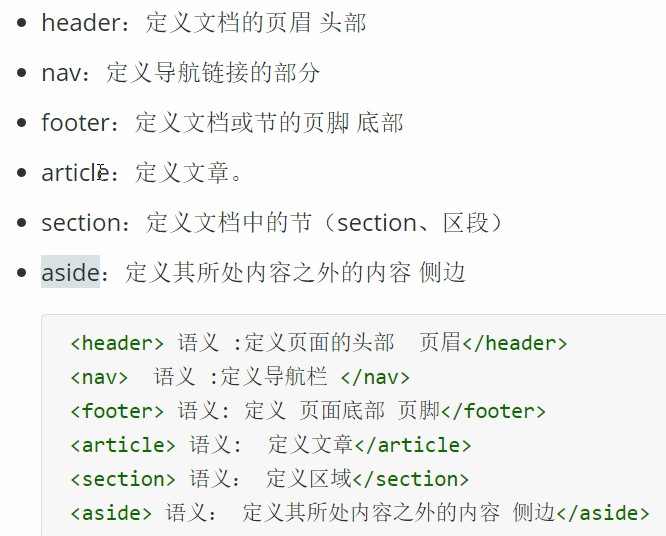 header：定义文档的页眉 头部
nav：定义导航链接的部分
footer：定义文档或节的页脚 底部
article：定义文章。
section：定义文档中的节（section、区段）
aside：定义其所处内容之外的内容 侧边
<header> 语义 :定义页面的头部  页眉</header>
<nav>  语义 :定义导航栏 </nav>
<footer> 语义: 定义 页面底部 页脚</footer>
<article> 语义:  定义文章</article>
<section> 语义： 定义区域</section>
<aside> 语义： 定义其所处内容之外的内容 侧边</aside>